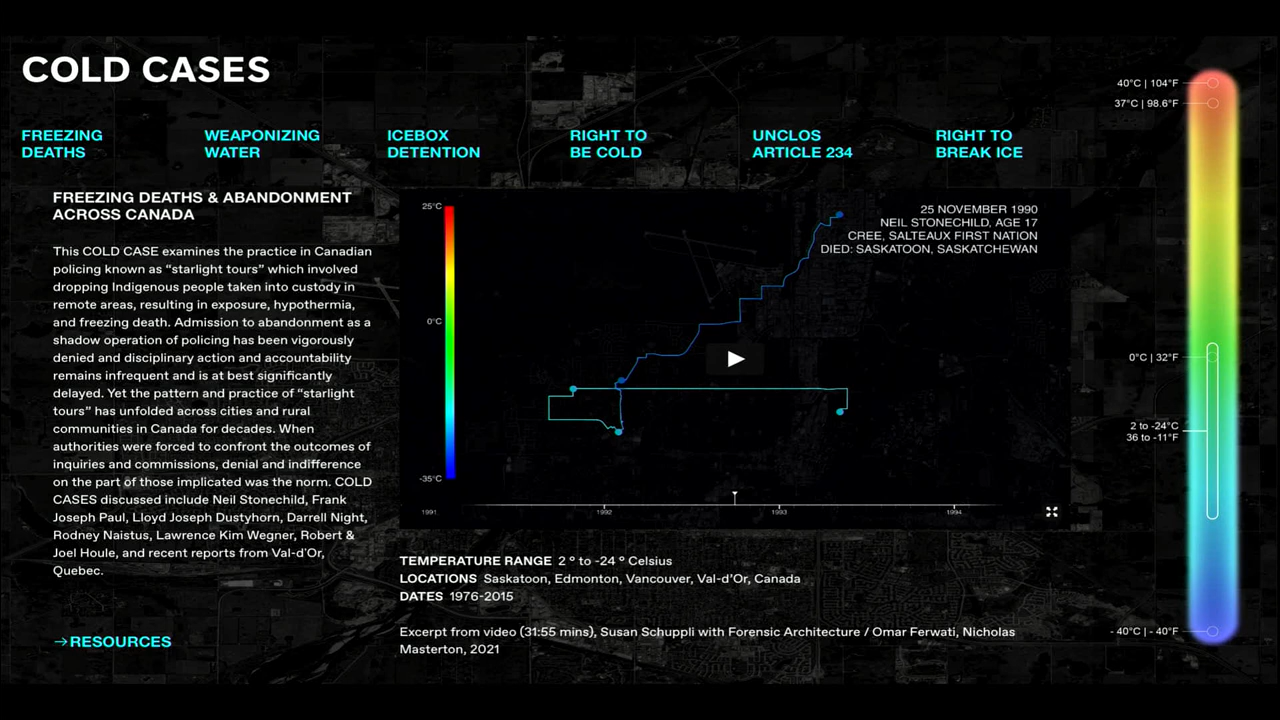 COLD CASES
FREEZING
DEATHS
WEAPONIZING
WATER
ICEBOX
DETENTION
RIGHT TO
BE COLD
UNCLOS
ARTICLE 234
RIGHT TO
BREAK ICE
FREEZING DEATHS & ABANDONMENT
ACROSS CANADA
This COLD CASE examines the practice in Canadian
policing known as “starlight tours” which involved
dropping Indigenous people taken into custody in
remote areas, resulting in exposure, hypothermia,
and freezing death. Admission to abandonment as a
shadow operation of policing has been vigorously
denied and disciplinary action and accountability
remains infrequent and is at best significantly
delayed. Yet the pattern and practice of “starlight
tours” has unfolded across cities and rural
communities in Canada for decades. When
authorities were forced to confront the outcomes of
inquiries and commissions, denial and indifference
on the part of those implicated was the norm. COLD
CASES discussed include Neil Stonechild, Frank
Joseph Paul, Lloyd Joseph Dustyhorn, Darrell Night,
Rodney Naistus, Lawrence Kim Wegner, Robert &
Joel Houle, and recent reports from Val-d'Or,
Quebec.
→RESOURCES
25°C
0°C
-35°C
25 NOVEMBER 1990
NEIL STONECHILD, AGE 17
CREE, SALTEAUX FIRST NATION
DIED: SASKATOON, SASKATCHEWAN
1991
1992
1993
1994
TEMPERATURE RANGE 2 ° to -24 ° Celsius
LOCATIONS Saskatoon, Edmonton, Vancouver, Val-d’Or, Canada
DATES 1976-2015
Excerpt from video (31:55 mins), Susan Schuppli with Forensic Architecture / Omar Ferwati, Nicholas
Masterton, 2021
40°C | 104°F
37°C | 98.6°F
0°C | 32°F
2 to -24°C
36 to -11°F
- 40°C | - 40°F